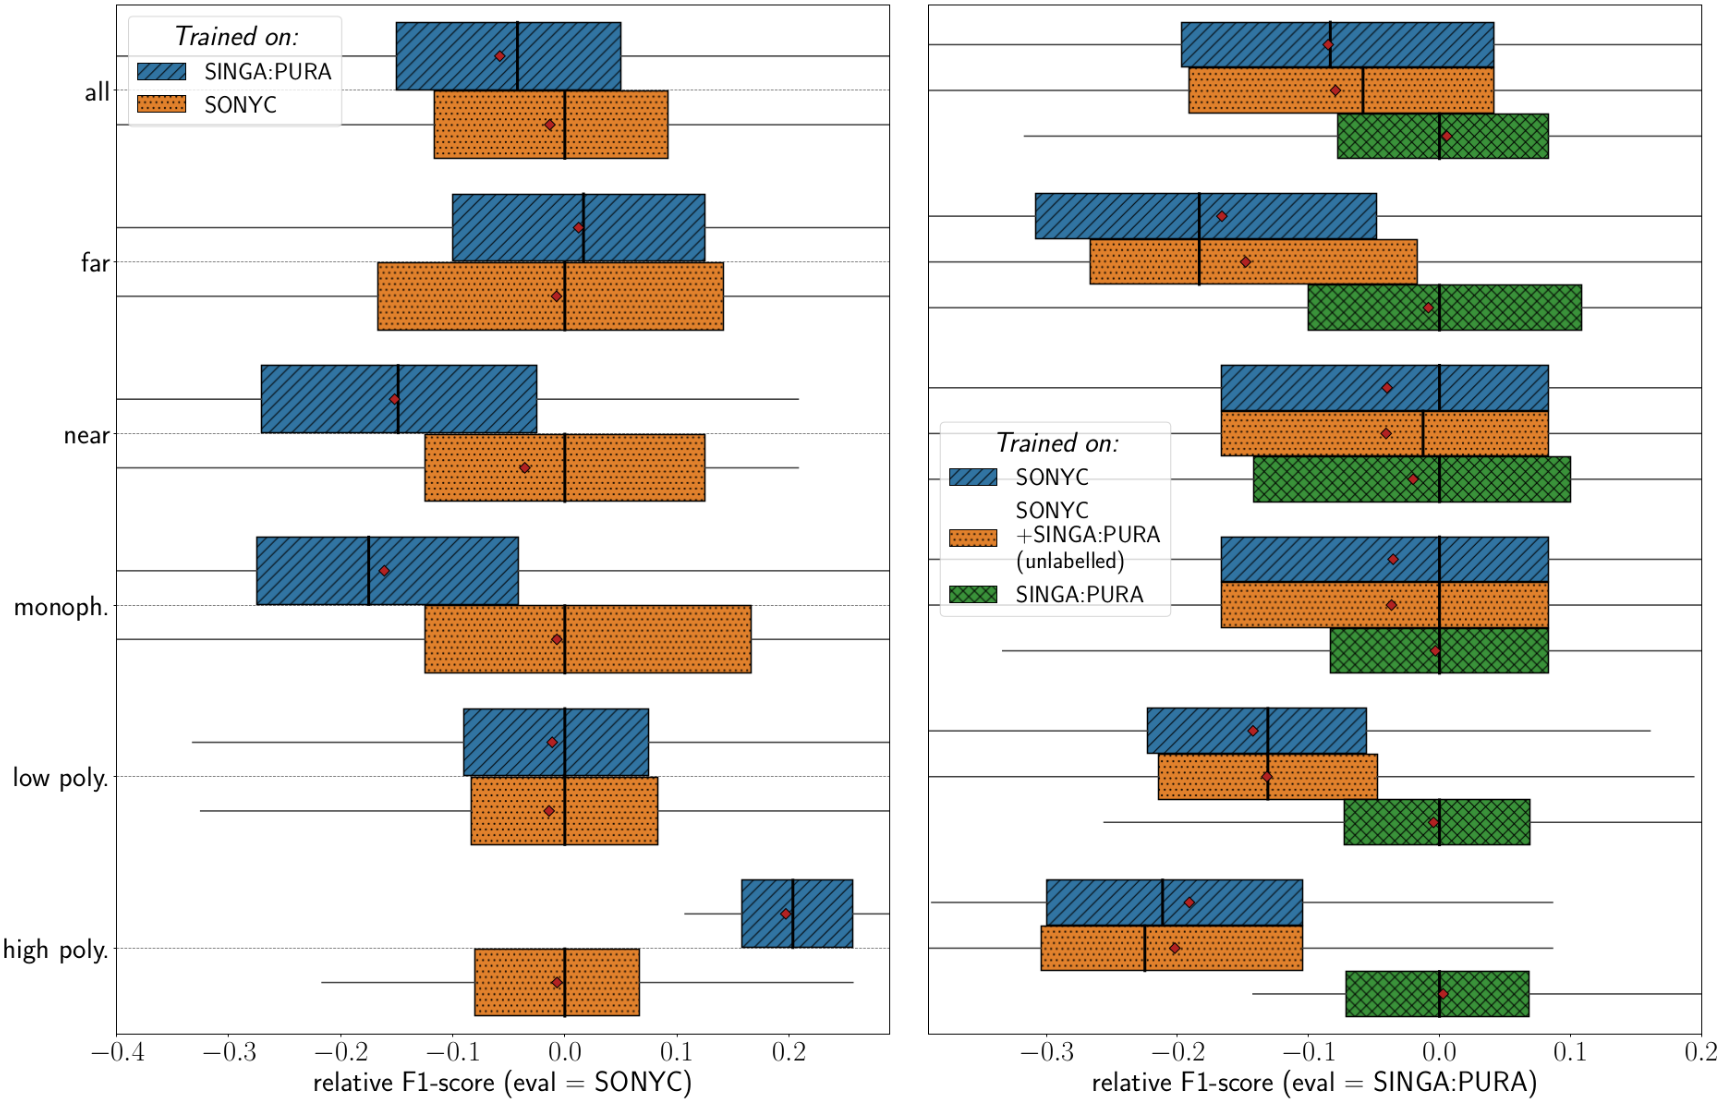 Trained on:
SINGA:PURA
SONYC
all
far
near
monoph.
low poly.
high poly.
−0.4 −0.3 −0.2 −0.1 0.0 0.1 0.2
relative F1-score (eval = SONYC)
Trained on:
SONYC
SONYC
+SINGA:PURA
(unlabelled)
SINGA:PURA
−0.3 −0.2 −0.1 0.0 0.1 0.2
relative F1-score (eval = SINGA:PURA)